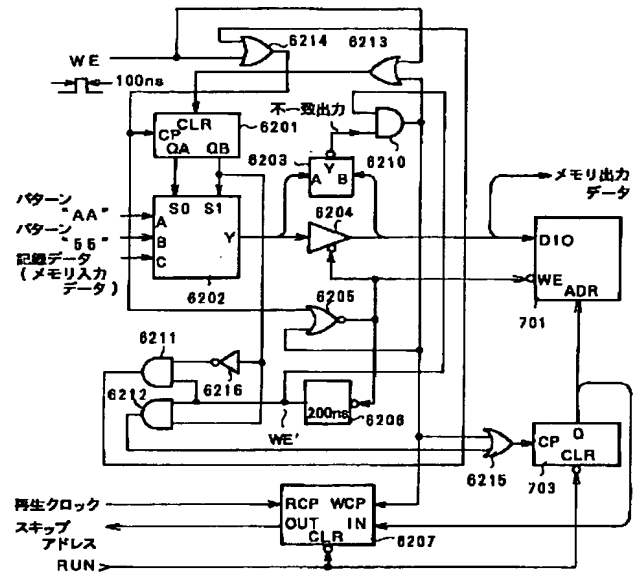 6214
6213
WE
100ns
不一致出力
CLR
CP
QA QB
6201
6203
Y
A B
6210
メモリ出力
データ
パターン
"AA"
パターン
"55"
記録データ
(メモリ入力
データ)
S0 S1
A
B
C
Y
6202
6204
DIO
WE
ADR
701
6205
6211
6212
6216
WE'
200ns
6206
6215
Q
CP
CLR
703
再生クロック
スキップ
アドレス
RUN
RCP WCP
OUT IN
CLR
6207